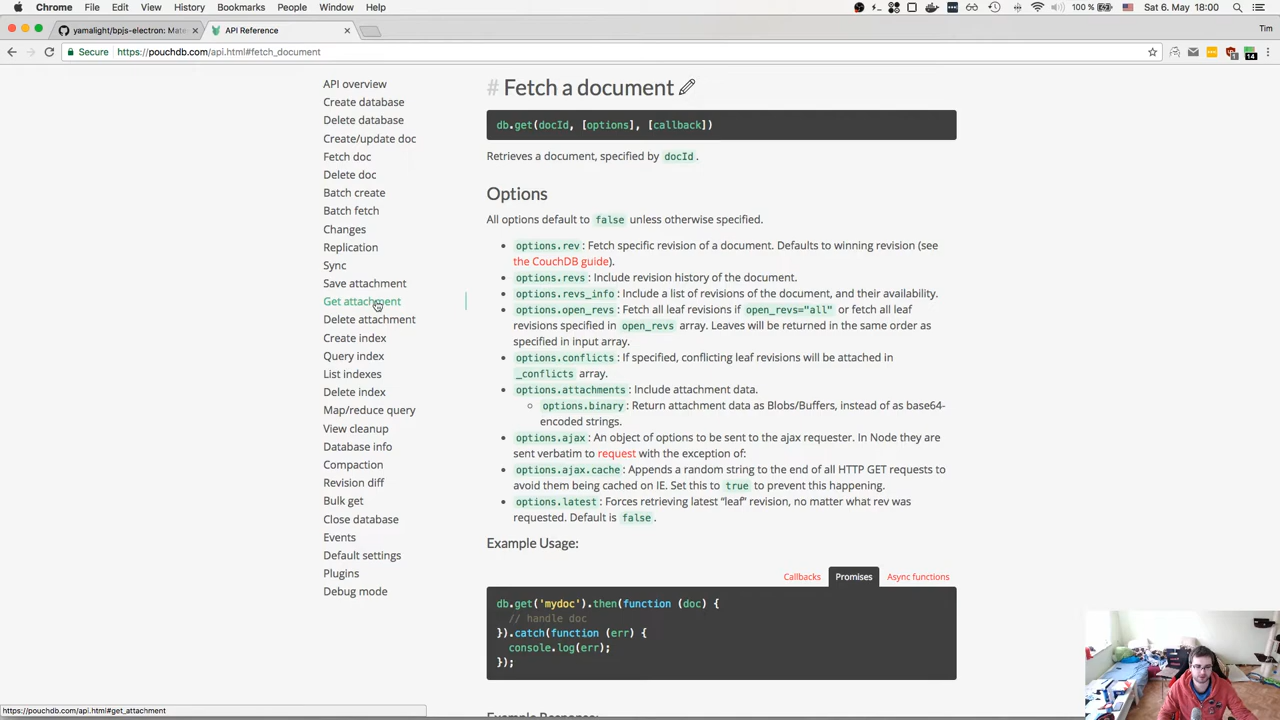 Chrome File Edit View History Bookmarks People Window Help
100 % Sat 6. May 18:00
yamalight/bpjs-electron: Mate
API Reference
Tim
Secure https://pouchdb.com/api.html#fetch_document
14
API overview
Create database
Delete database
Create/update doc
Fetch doc
Delete doc
Batch create
Batch fetch
Changes
Replication
Sync
Save attachment
Get attachment
Delete attachment
Create index
Query index
List indexes
Delete index
Map/reduce query
View cleanup
Database info
Compaction
Revision diff
Bulk get
Close database
Events
Default settings
Plugins
Debug mode
# Fetch a document
db.get(docId, [options], [callback])
Retrieves a document, specified by docId.
Options
All options default to false unless otherwise specified.
options.rev: Fetch specific revision of a document. Defaults to winning revision (see
the CouchDB guide).
options.revs: Include revision history of the document.
options.revs_info: Include a list of revisions of the document, and their availability.
options.open_revs: Fetch all leaf revisions if open_revs="all" or fetch all leaf
revisions specified in open_revs array. Leaves will be returned in the same order as
specified in input array.
options.conflicts: If specified, conflicting leaf revisions will be attached in
_conflicts array.
options.attachments: Include attachment data.
options.binary: Return attachment data as Blobs/Buffers, instead of as base64-
encoded strings.
options.ajax: An object of options to be sent to the ajax requester. In Node they are
sent verbatim to request with the exception of:
options.ajax.cache: Appends a random string to the end of all HTTP GET requests to
avoid them being cached on IE. Set this to true to prevent this happening.
options.latest: Forces retrieving latest “leaf” revision, no matter what rev was
requested. Default is false.
Example Usage:
Callbacks Promises Async functions
db.get('mydoc').then(function (doc) {
// handle doc
}).catch(function (err) {
console.log(err);
});
Example Response:
https://pouchdb.com/api.html#get_attachment